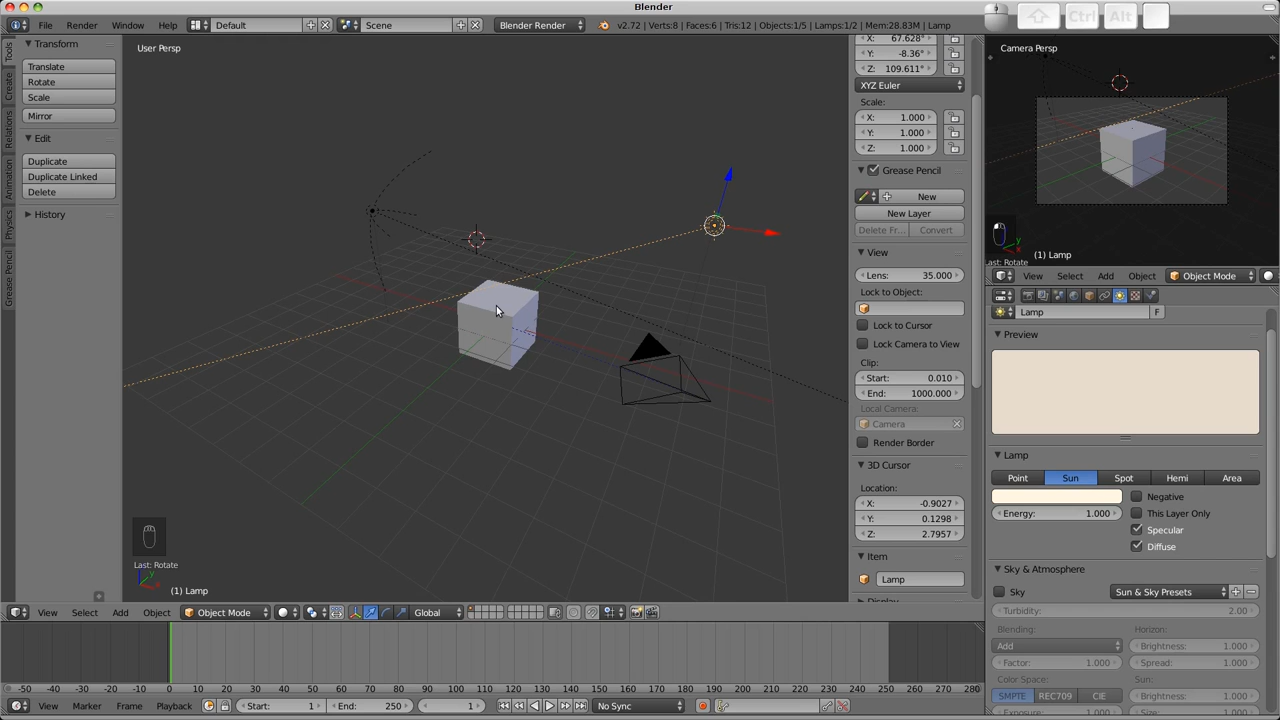 Blender
File
Render
Window
Help
Default
Scene
Blender Render
v2.72 | Verts:8 | Faces:6 | Tris:12 | Objects:1/5 | Lamps:1/2 | Mem:28.83M | Lamp
Ctrl
Alt
Tools
Create
Relations
Animation
Physics
Grease Pencil
Transform
Translate
Rotate
Scale
Mirror
Edit
Duplicate
Duplicate Linked
Delete
History
User Persp
Last: Rotate
(1) Lamp
X: 67.628°
Y: -8.36°
Z: 109.611°
XYZ Euler
Scale:
X: 1.000
Y: 1.000
Z: 1.000
Grease Pencil
New
New Layer
Delete Fr...
Convert
View
Lens: 35.000
Lock to Object:
Lock to Cursor
Lock Camera to View
Clip:
Start: 0.010
End: 1000.000
Local Camera:
Camera
Render Border
3D Cursor
Location:
X: -0.9027
Y: 0.1298
Z: 2.7957
Item
Lamp
Display
Camera Persp
Last: Rotate
(1) Lamp
View
Select
Add
Object
Object Mode
Lamp
F
Preview
Lamp
Point
Sun
Spot
Hemi
Area
Negative
Energy: 1.000
This Layer Only
Specular
Diffuse
Sky & Atmosphere
Sky
Sun & Sky Presets
Turbidity: 2.00
Blending:
Horizon:
Add
Brightness: 1.000
Factor: 1.000
Spread: 1.000
Color Space:
Sun:
SMPTE
REC709
CIE
Brightness: 1.000
Exposure: 1.000
View
Select
Add
Object
Object Mode
Global
-50 -40 -30 -20 -10 0 10 20 30 40 50 60 70 80 90 100 110 120 130 140 150 160 170 180 190 200 210 220 230 240 250 260 270 280
View
Marker
Frame
Playback
Start: 1
End: 250
1
No Sync